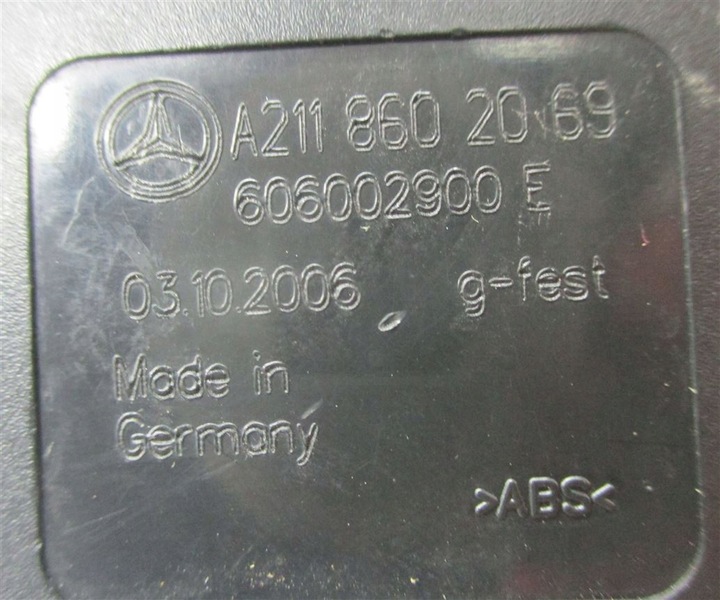 A211 860 20 69
606002900 E
03.10.2006 g-fest
Made in
Germany
>ABS<